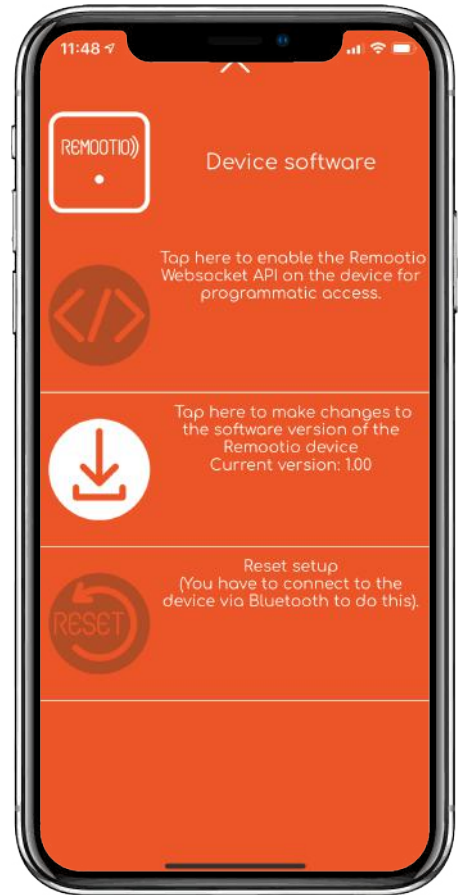 11:48
REMOOTIO
Device software
Tap here to enable the Remootio
Websocket API on the device for
programmatic access.
</>
Tap here to make changes to
the software version of the
Remootio device
Current version: 1.00
Reset setup
(You have to connect to the
device via Bluetooth to do this).
RESET